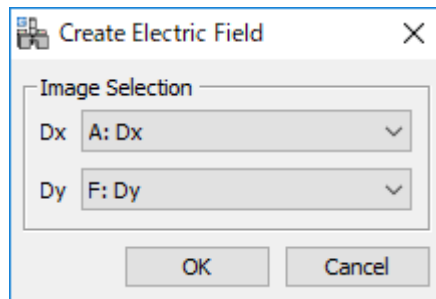 Create Electric Field
Image Selection
Dx A: Dx
Dy F: Dy
OK Cancel